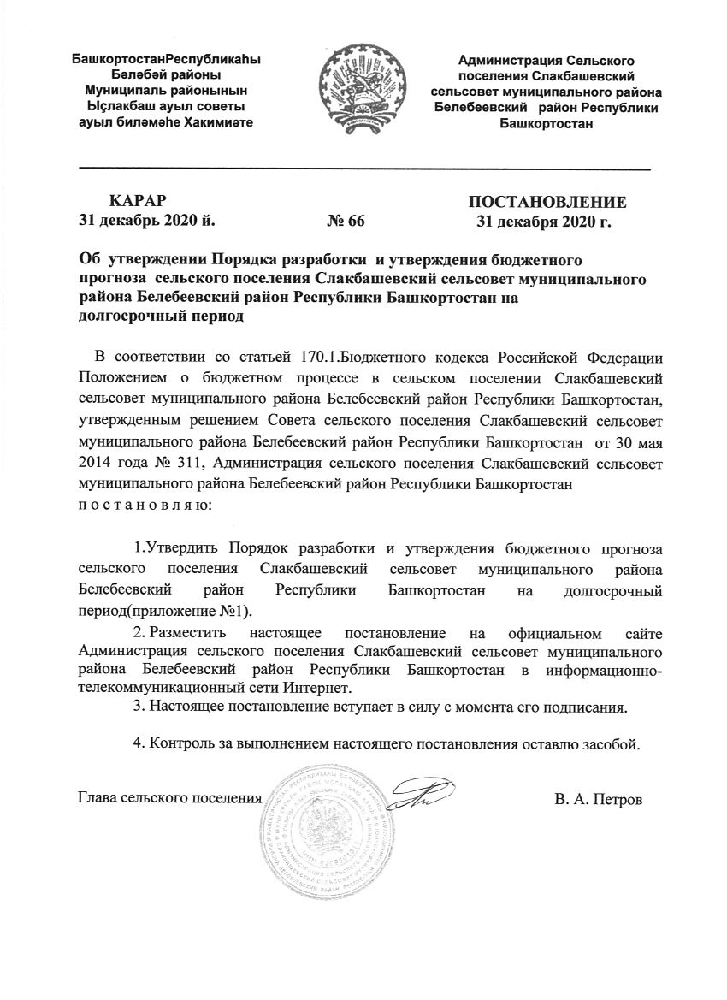 БашкортостанРеспубликаһы
Бәләбәй районы
Муниципаль районынын
Ыçлакбаш ауыл советы
ауыл биләмәһе Хакимиәте
Администрация Сельского
поселения Слакбашевский
сельсовет муниципального района
Белебеевский район Республики
Башкортостан
КАРАР
31 декабрь 2020 й.
№ 66
ПОСТАНОВЛЕНИЕ
31 декабря 2020 г.
Об утверждении Порядка разработки и утверждения бюджетного
прогноза сельского поселения Слакбашевский сельсовет муниципального
района Белебеевский район Республики Башкортостан на
долгосрочный период
В соответствии со статьей 170.1.Бюджетного кодекса Российской Федерации
Положением о бюджетном процессе в сельском поселении Слакбашевский
сельсовет муниципального района Белебеевский район Республики Башкортостан,
утвержденным решением Совета сельского поселения Слакбашевский сельсовет
муниципального района Белебеевский район Республики Башкортостан от 30 мая
2014 года № 311, Администрация сельского поселения Слакбашевский сельсовет
муниципального района Белебеевский район Республики Башкортостан
п о с т а н о в л я ю:
1.Утвердить Порядок разработки и утверждения бюджетного прогноза
сельского поселения Слакбашевский сельсовет муниципального района
Белебеевский район Республики Башкортостан на долгосрочный
период(приложение №1).
2. Разместить настоящее постановление на официальном сайте
Администрация сельского поселения Слакбашевский сельсовет муниципального
района Белебеевский район Республики Башкортостан в информационно-
телекоммуникационный сети Интернет.
3. Настоящее постановление вступает в силу с момента его подписания.
4. Контроль за выполнением настоящего постановления оставлю засобой.
Глава сельского поселения
В. А. Петров